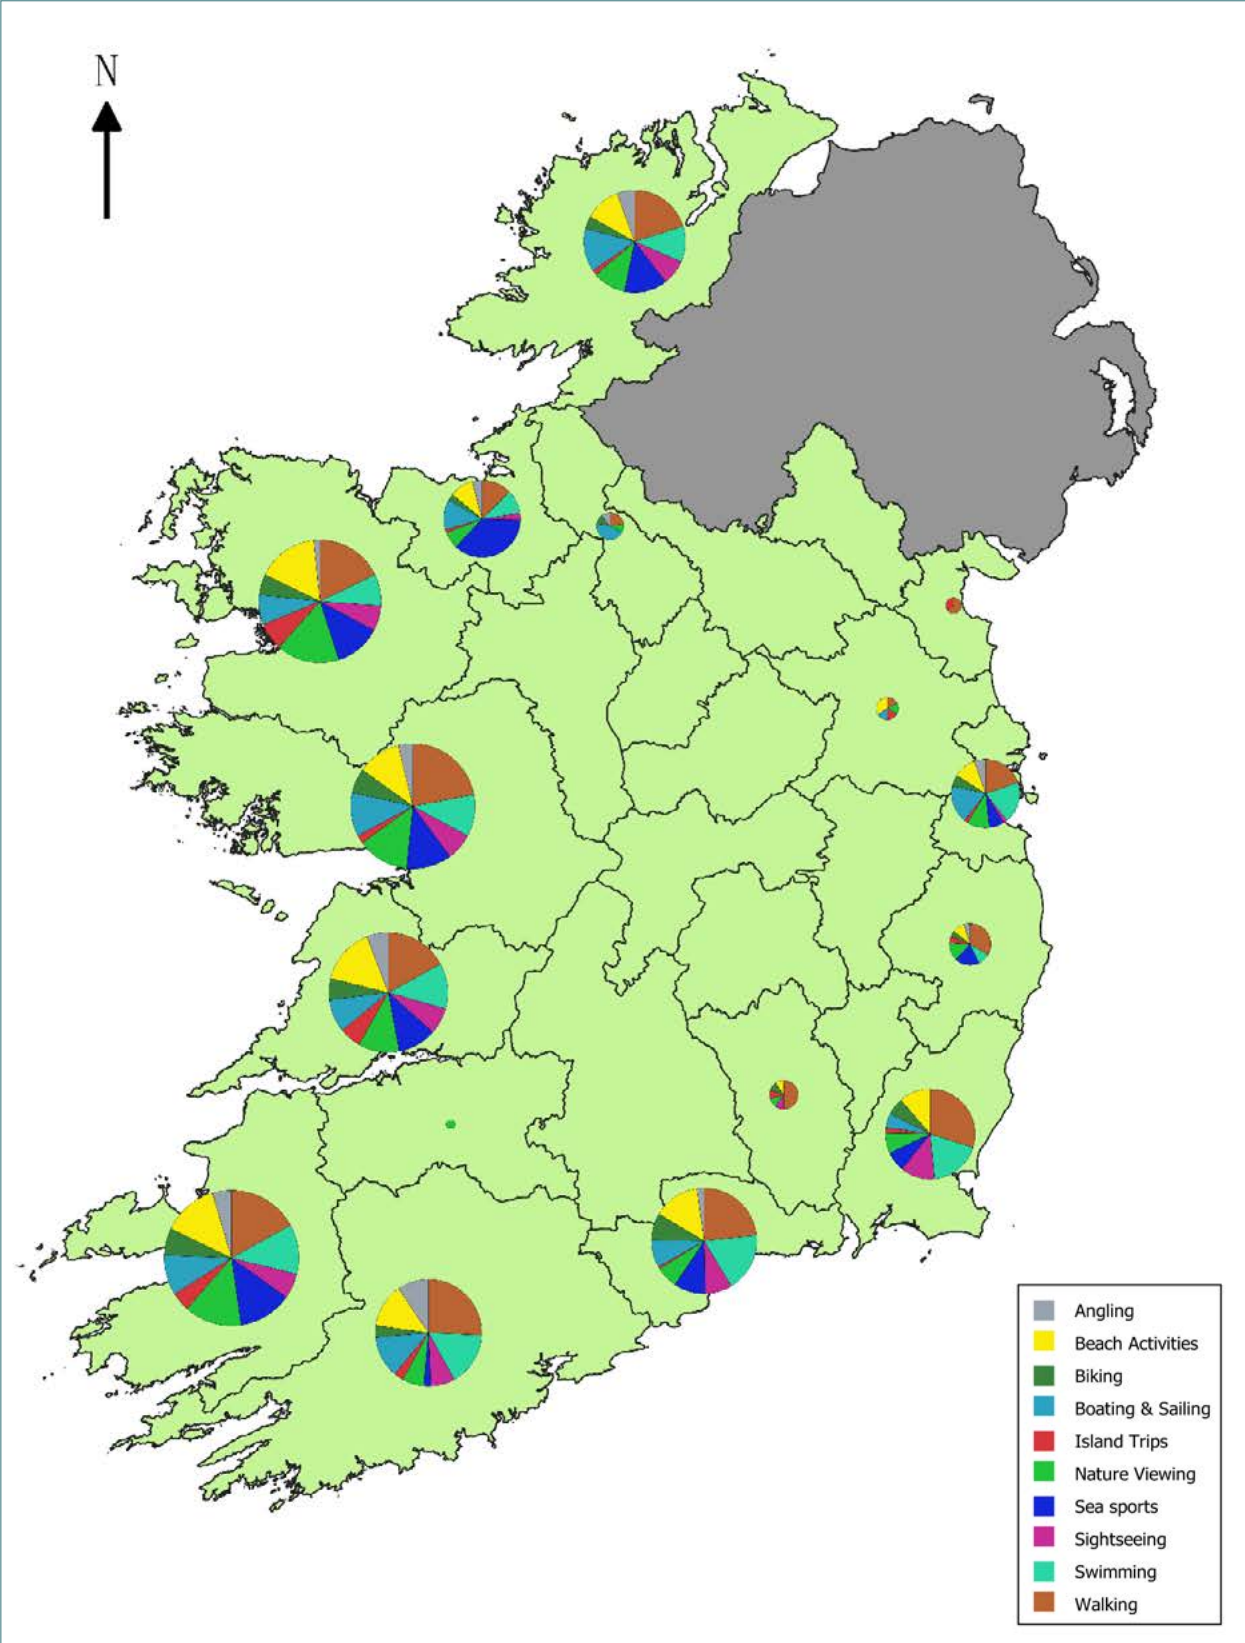 N
Angling
Beach Activities
Biking
Boating & Sailing
Island Trips
Nature Viewing
Sea sports
Sightseeing
Swimming
Walking